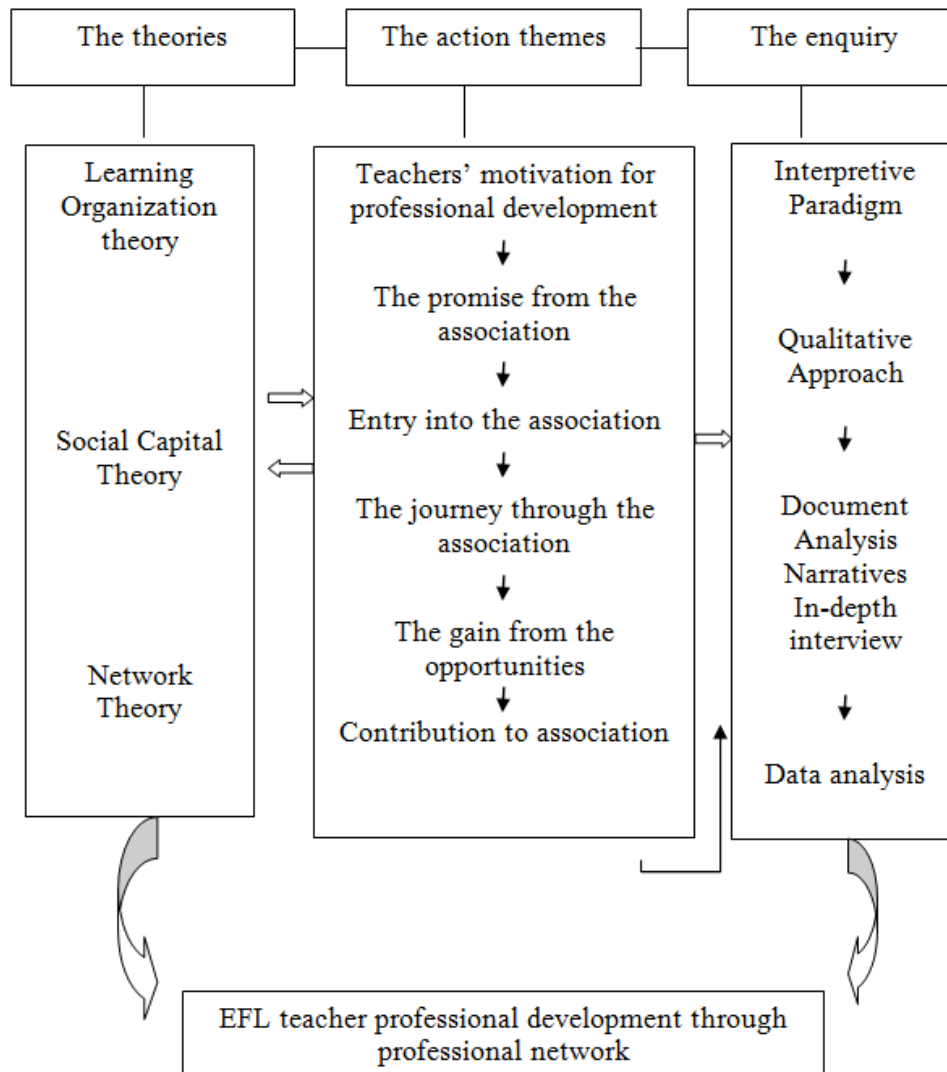 The theories
The action themes
The enquiry
Learning
Organization
theory
Social Capital
Theory
Network
Theory
Teachers’ motivation for
professional development
The promise from the
association
Entry into the association
The journey through the
association
The gain from the
opportunities
Contribution to association
Interpretive
Paradigm
Qualitative
Approach
Document
Analysis
Narratives
In-depth
interview
Data analysis
EFL teacher professional development through
professional network